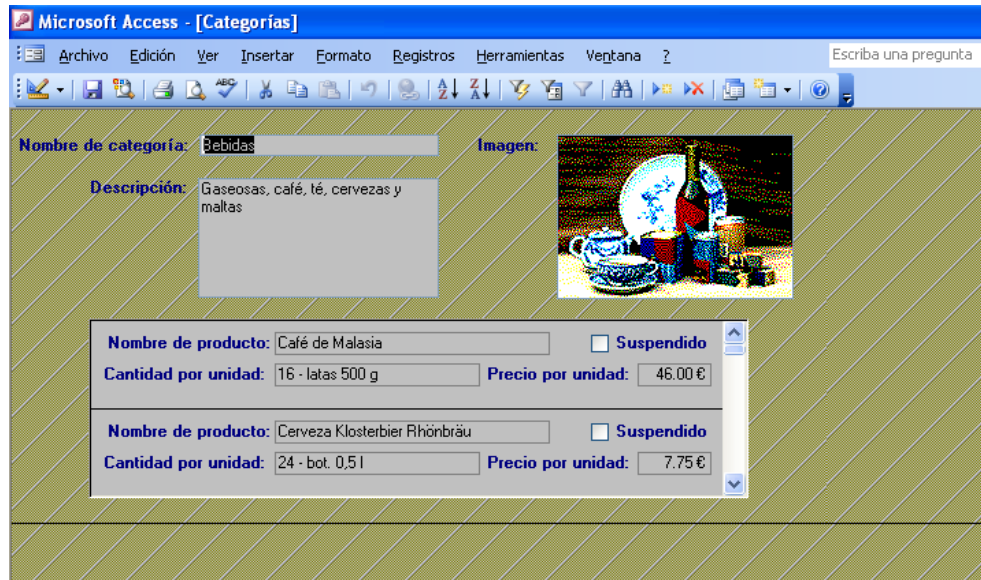 Microsoft Access - [Categorías]
Archivo Edición Ver Insertar Formato Registros Herramientas Ventana ? Escriba una pregunta
Nombre de categoría: Bebidas Imagen:
Descripción: Gaseosas, café, té, cervezas y
maltas
Nombre de producto: Café de Malasia Suspendido
Cantidad por unidad: 16 - latas 500 g Precio por unidad: 46.00 €
Nombre de producto: Cerveza Klosterbier Rhönbräu Suspendido
Cantidad por unidad: 24 - bot. 0,5 l Precio por unidad: 7.75 €